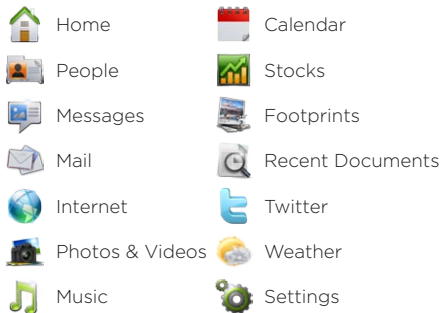 Home
People
Messages
Mail
Internet
Photos & Videos
Music
Calendar
Stocks
Footprints
Recent Documents
Twitter
Weather
Settings